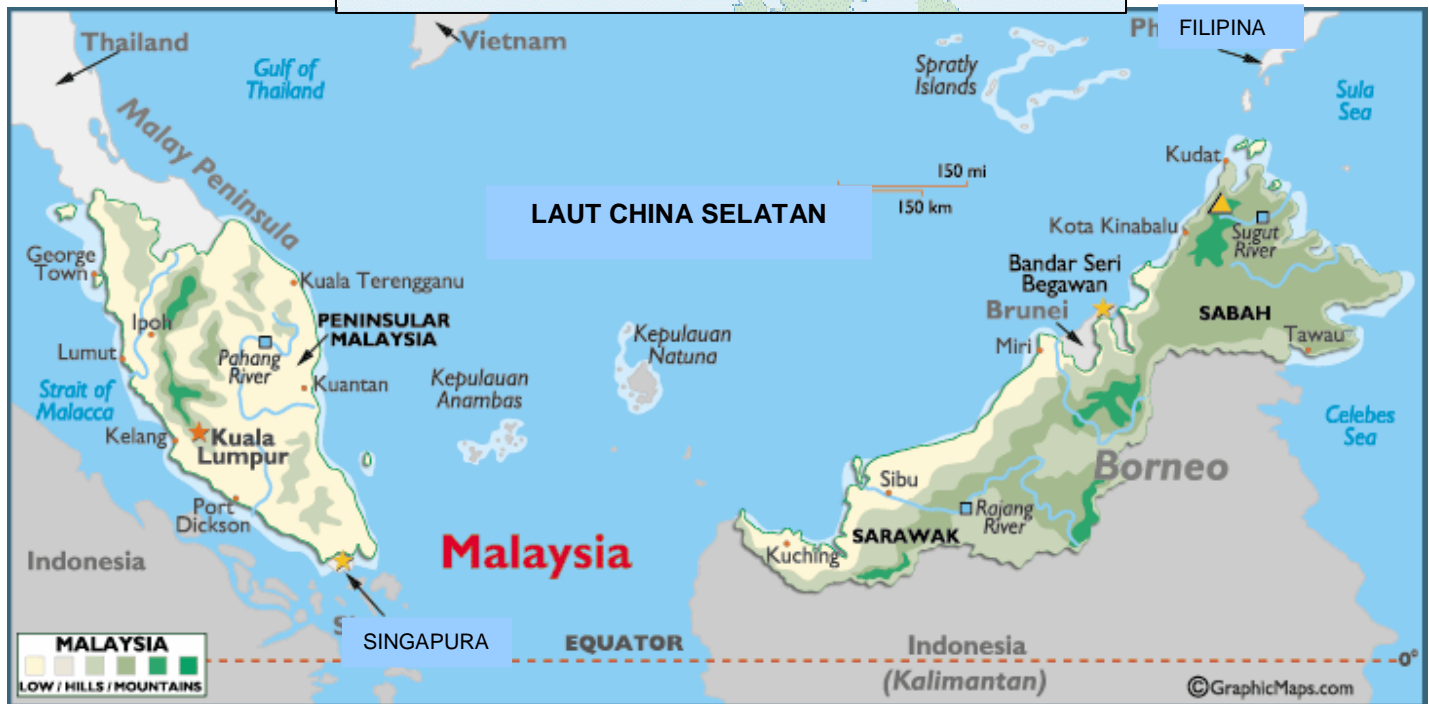 Thailand
Vietnam
Gulf of
Thailand
Malay Peninsula
Spratly
Islands
Ph
FILIPINA
Sula
Sea
150 mi
150 km
LAUT CHINA SELATAN
Kudat
Kota Kinabalu
Sugut
River
Bandar Seri
Begawan
Brunei
SABAH
Miri
Tawau
George
Town
Kuala Terengganu
Ipoh
PENINSULAR
MALAYSIA
Lumut
Pahang
River
Kuantan
Strait of
Malacca
Kepulauan
Anambas
Kepulauan
Natuna
Celebes
Sea
Kelang
Kuala
Lumpur
Borneo
Sibu
Rajang
River
SARAWAK
Port
Dickson
Kuching
Malaysia
Indonesia
SINGAPURA
EQUATOR
Indonesia
(Kalimantan)
0°
MALAYSIA
LOW / HILLS / MOUNTAINS
©GraphicMaps.com